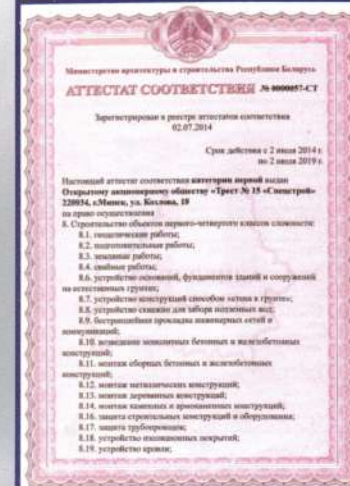 Министерство архитектуры и строительства Республики Беларусь
АТТЕСТАТ СООТВЕТСТВИЯ № 0000057-СТ
Зарегистрирован в реестре аттестатов соответствия
02.07.2014
Срок действия с 2 июля 2014 г.
по 2 июля 2019 г.
Настоящий аттестат соответствия категории первой выдан
Открытому акционерному обществу «Трест № 15 «Спецстрой»
220034, г.Минск, ул. Козлова, 18
на право осуществления
8. Строительство объектов первого-четвертого классов сложности:
8.1. геодезические работы;
8.2. подготовительные работы;
8.3. земляные работы;
8.4. свайные работы;
8.6. устройство оснований, фундаментов зданий и сооружений
на естественных грунтах;
8.7. устройство конструкций способом «стена в грунте»;
8.8. устройство скважин для забора подземных вод;
8.9. бестраншейная прокладка инженерных сетей и
коммуникаций;
8.10. возведение монолитных бетонных и железобетонных
конструкций;
8.11. монтаж сборных бетонных и железобетонных
конструкций;
8.12. монтаж металлических конструкций;
8.13. монтаж деревянных конструкций;
8.14. монтаж каменных и армокаменных конструкций;
8.16. защита строительных конструкций и оборудования;
8.17. защита трубопроводов;
8.18. устройство изоляционных покрытий;
8.19. устройство кровли;